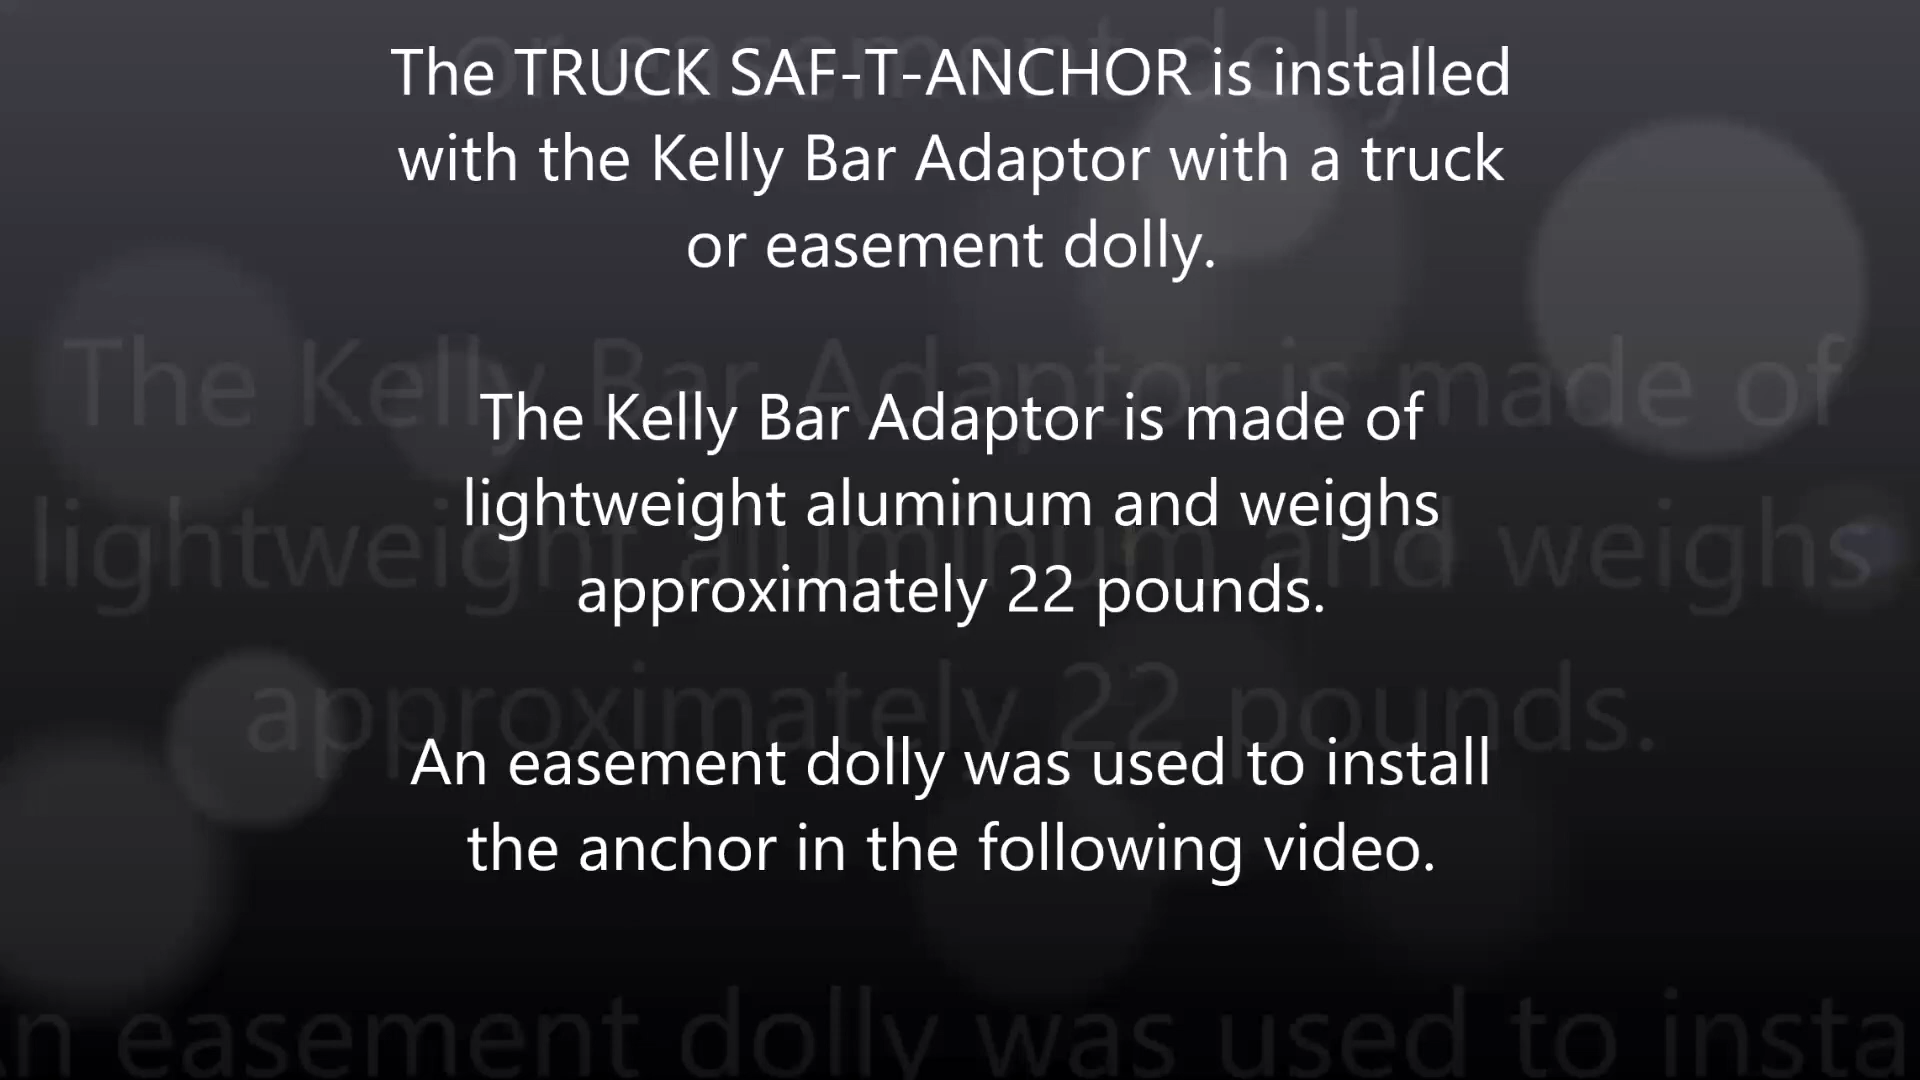 The TRUCK SAF-T-ANCHOR is installed
with the Kelly Bar Adaptor with a truck
or easement dolly.
The Kelly Bar Adaptor is made of
lightweight aluminum and weighs
approximately 22 pounds.
An easement dolly was used to install
the anchor in the following video.